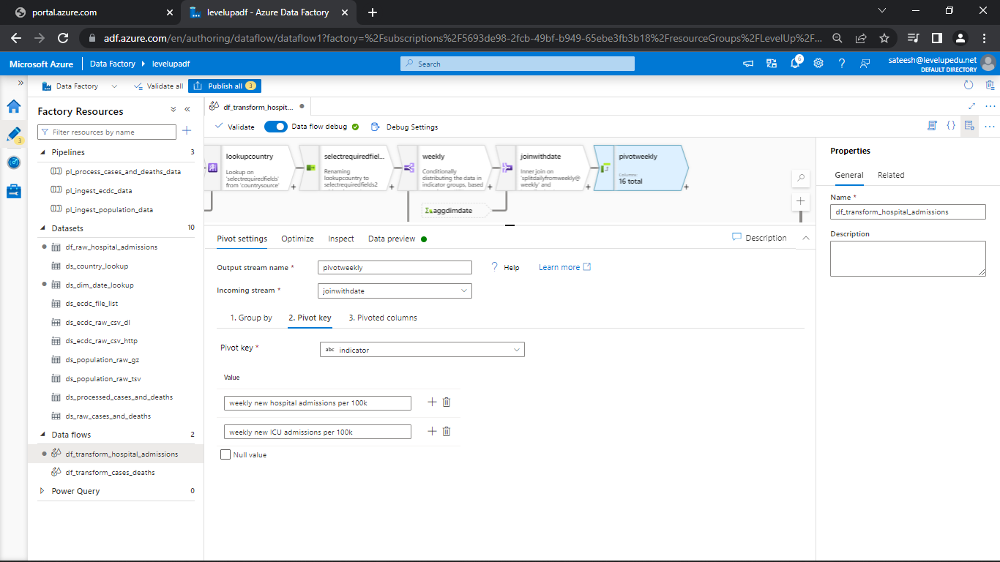 portal.azure.com
levelupadf - Azure Data Factory
adf.azure.com/en/authoring/dataflow/dataflow1?factory=%2Fsubscriptions%2F5693de98-2fcb-49bf-b949-65ebe3fb3b18%2FresourceGroups%2FLevelUp%2F...
Microsoft Azure
Data Factory
levelupadf
Search
6
sateesh@levelupedu.net
DEFAULT DIRECTORY
Data Factory
Validate all
Publish all 3
3
Factory Resources
Filter resources by name
Pipelines 3
pl_process_cases_and_deaths_data
pl_ingest_ecdc_data
pl_ingest_population_data
Datasets 10
df_raw_hospital_admissions
ds_country_lookup
ds_dim_date_lookup
ds_ecdc_file_list
ds_ecdc_raw_csv_dl
ds_ecdc_raw_csv_http
ds_population_raw_gz
ds_population_raw_tsv
ds_processed_cases_and_deaths
ds_raw_cases_and_deaths
Data flows 2
df_transform_hospital_admissions
df_transform_cases_deaths
Power Query 0
df_transform_hospit...
Validate
Data flow debug
Debug Settings
lookupcountry
Lookup on
'selectrequiredfields'
from 'countrysource'
selectrequiredfiel...
Renaming
lookupcountry to
selectrequiredfields2
weekly
Conditionally
distributing the data in
indicator groups, based
joinwithdate
Inner join on
'splitdailyfromweekly@
weekly' and
pivotweekly
Columns:
16 total
aggdimdate
Pivot settings
Optimize
Inspect
Data preview
Description
Output stream name *
pivotweekly
Help
Learn more
Incoming stream *
joinwithdate
1. Group by
2. Pivot key
3. Pivoted columns
Pivot key *
abc indicator
Value
weekly new hospital admissions per 100k
weekly new ICU admissions per 100k
Null value
Properties
General
Related
Name *
df_transform_hospital_admissions
Description